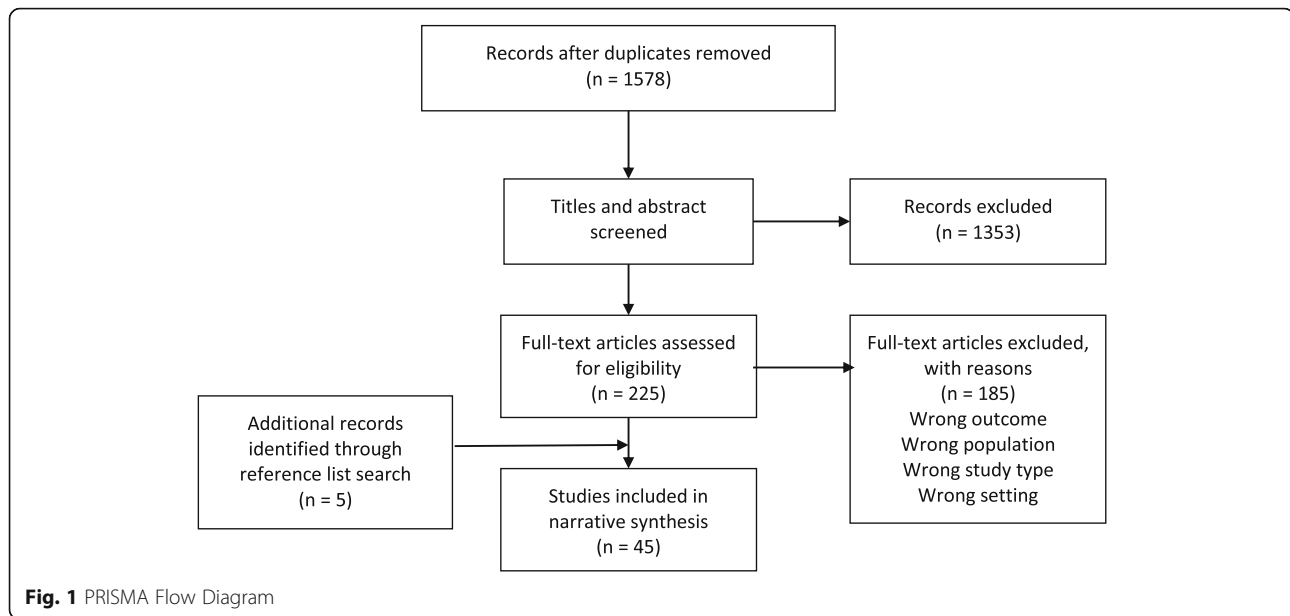 Records after duplicates removed
(n = 1578)
Titles and abstract
screened
Records excluded
(n = 1353)
Full-text articles assessed
for eligibility
(n = 225)
Full-text articles excluded,
with reasons
(n = 185)
Wrong outcome
Wrong population
Wrong study type
Wrong setting
Additional records
identified through
reference list search
(n = 5)
Studies included in
narrative synthesis
(n = 45)
Fig. 1 PRISMA Flow Diagram